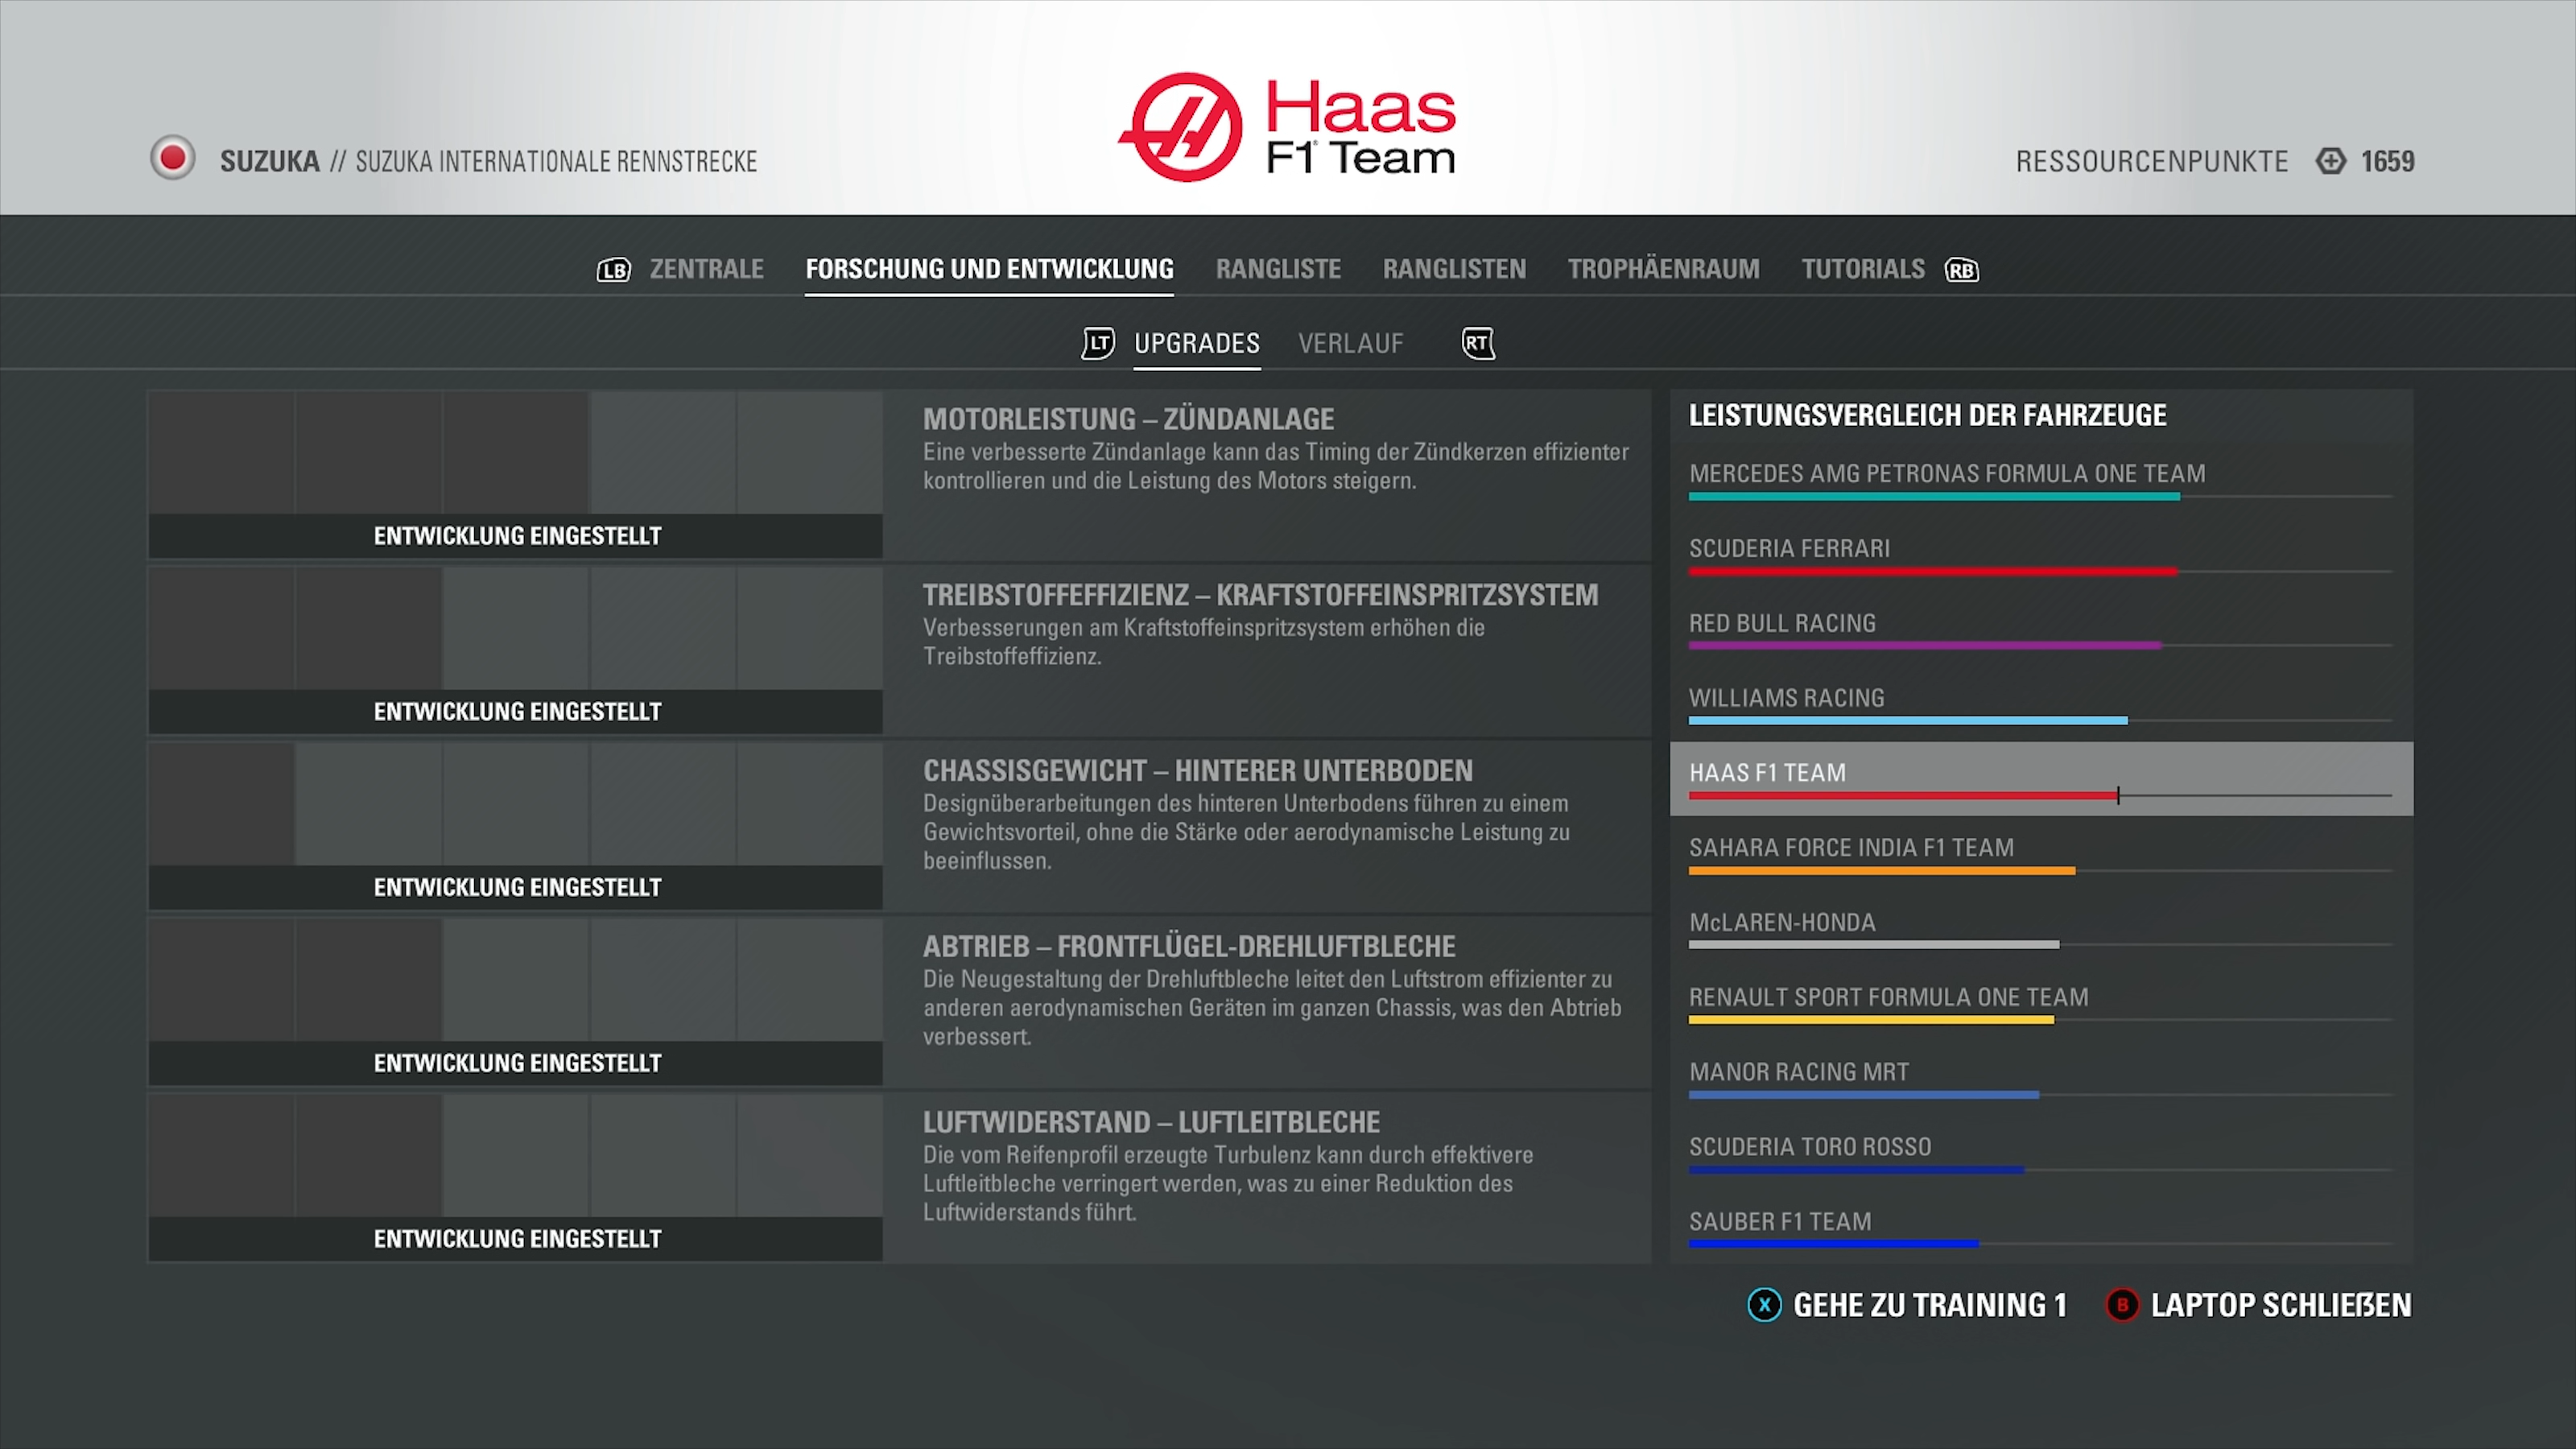 Haas
F1 Team
SUZUKA // SUZUKA INTERNATIONALE RENNSTRECKE
RESSOURCENPUNKTE 1659
LB ZENTRALE FORSCHUNG UND ENTWICKLUNG RANGLISTE RANGLISTEN TROPHÄENRAUM TUTORIALS RB
LT UPGRADES VERLAUF RT
ENTWICKLUNG EINGESTELLT
MOTORLEISTUNG – ZÜNDANLAGE
Eine verbesserte Zündanlage kann das Timing der Zündkerzen effizienter
kontrollieren und die Leistung des Motors steigern.
ENTWICKLUNG EINGESTELLT
TREIBSTOFFEFFIZIENZ – KRAFTSTOFFEINSPRITZSYSTEM
Verbesserungen am Kraftstoffeinspritzsystem erhöhen die
Treibstoffeffizienz.
ENTWICKLUNG EINGESTELLT
CHASSISGEWICHT – HINTERER UNTERBODEN
Designüberarbeitungen des hinteren Unterbodens führen zu einem
Gewichtsvorteil, ohne die Stärke oder aerodynamische Leistung zu
beeinflussen.
ENTWICKLUNG EINGESTELLT
ABTRIEB – FRONTFLÜGEL-DREHLUFTBLECHE
Die Neugestaltung der Drehluftbleche leitet den Luftstrom effizienter zu
anderen aerodynamischen Geräten im ganzen Chassis, was den Abtrieb
verbessert.
ENTWICKLUNG EINGESTELLT
LUFTWIDERSTAND – LUFTLEITBLECHE
Die vom Reifenprofil erzeugte Turbulenz kann durch effektivere
Luftleitbleche verringert werden, was zu einer Reduktion des
Luftwiderstands führt.
LEISTUNGSVERGLEICH DER FAHRZEUGE
MERCEDES AMG PETRONAS FORMULA ONE TEAM
SCUDERIA FERRARI
RED BULL RACING
WILLIAMS RACING
HAAS F1 TEAM
SAHARA FORCE INDIA F1 TEAM
McLAREN-HONDA
RENAULT SPORT FORMULA ONE TEAM
MANOR RACING MRT
SCUDERIA TORO ROSSO
SAUBER F1 TEAM
X GEHE ZU TRAINING 1 B LAPTOP SCHLIEẞEN